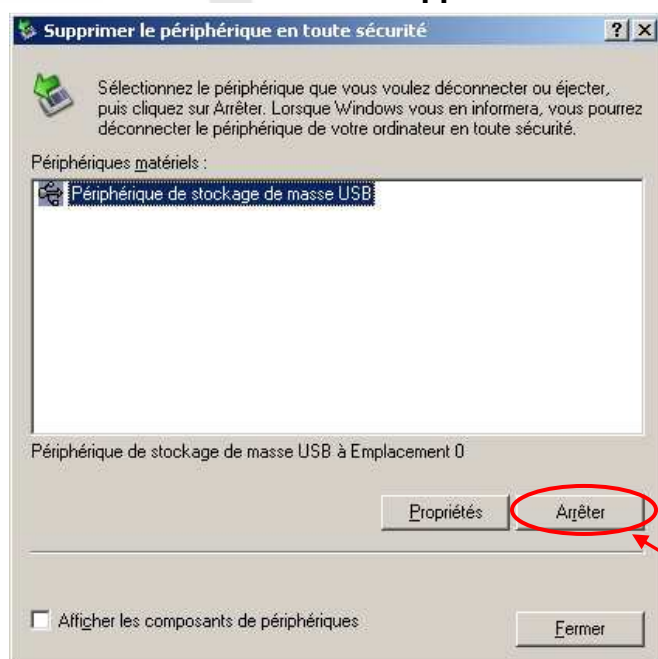 Supprimer le périphérique en toute sécurité
Sélectionnez le périphérique que vous voulez déconnecter ou éjecter,
puis cliquez sur Arrêter. Lorsque Windows vous en informera, vous pourrez
déconnecter le périphérique de votre ordinateur en toute sécurité.
Périphériques matériels :
Périphérique de stockage de masse USB
Périphérique de stockage de masse USB à Emplacement 0
Propriétés
Arrêter
Afficher les composants de périphériques
Fermer